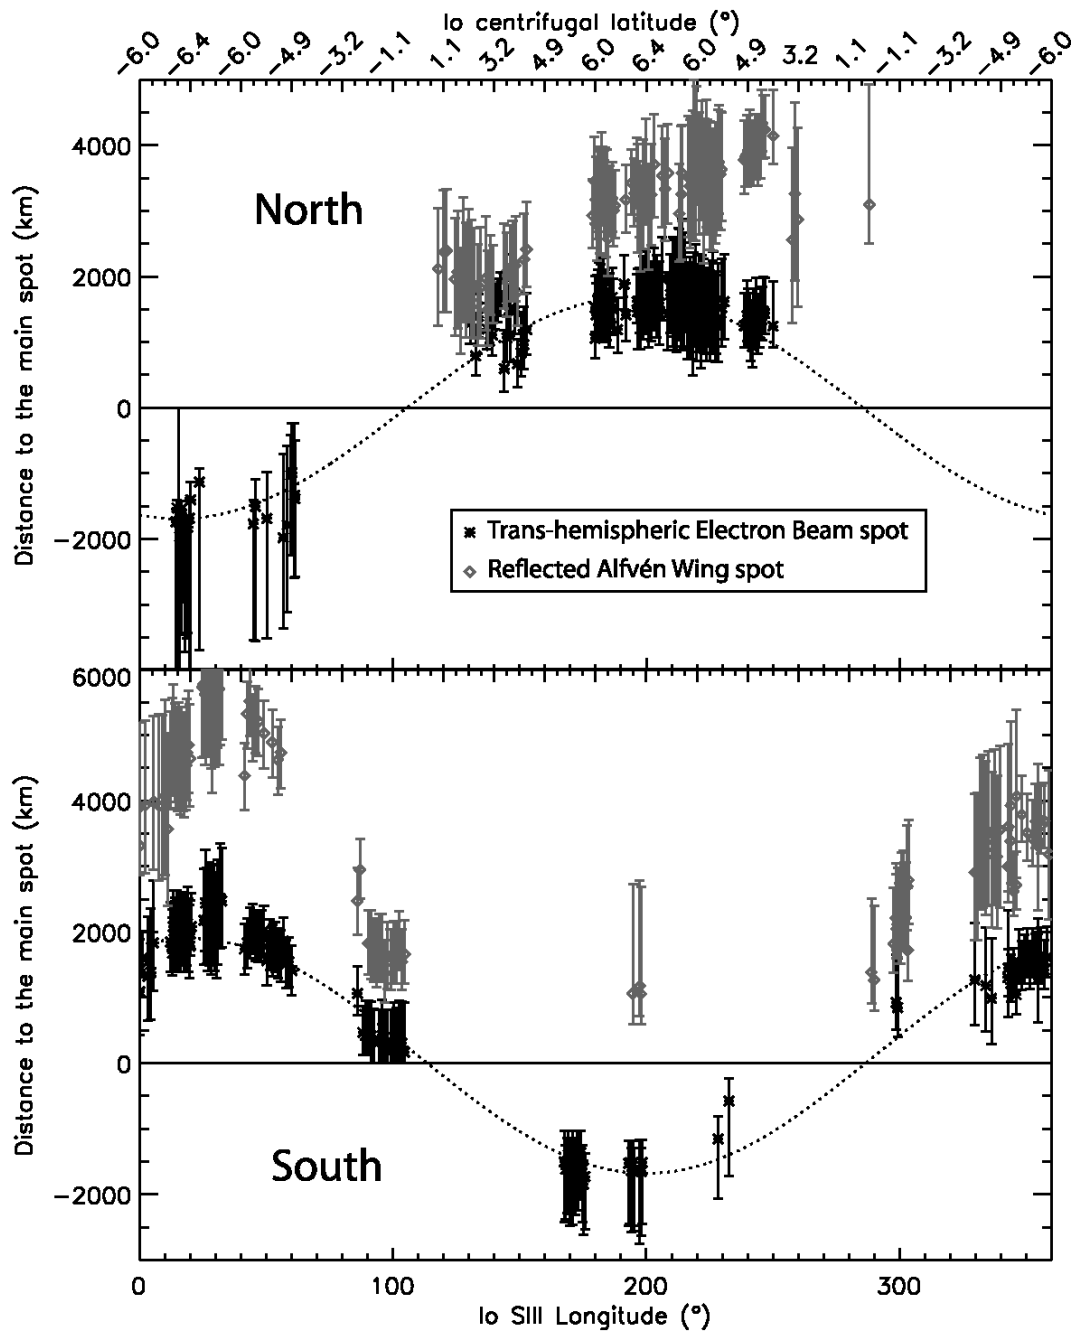 Io centrifugal latitude (°)
-6.0 -6.4 -6.0 -4.9 -3.2 -1.1 1.1 3.2 4.9 6.0 6.4 6.0 4.9 3.2 1.1 -1.1 -3.2 -4.9 -6.0
Distance to the main spot (km)
4000
North
2000
0
Trans-hemispheric Electron Beam spot
-2000
Reflected Alfvén Wing spot
Distance to the main spot (km)
6000
4000
2000
0
South
-2000
0 100 200 300
Io SIII Longitude (°)